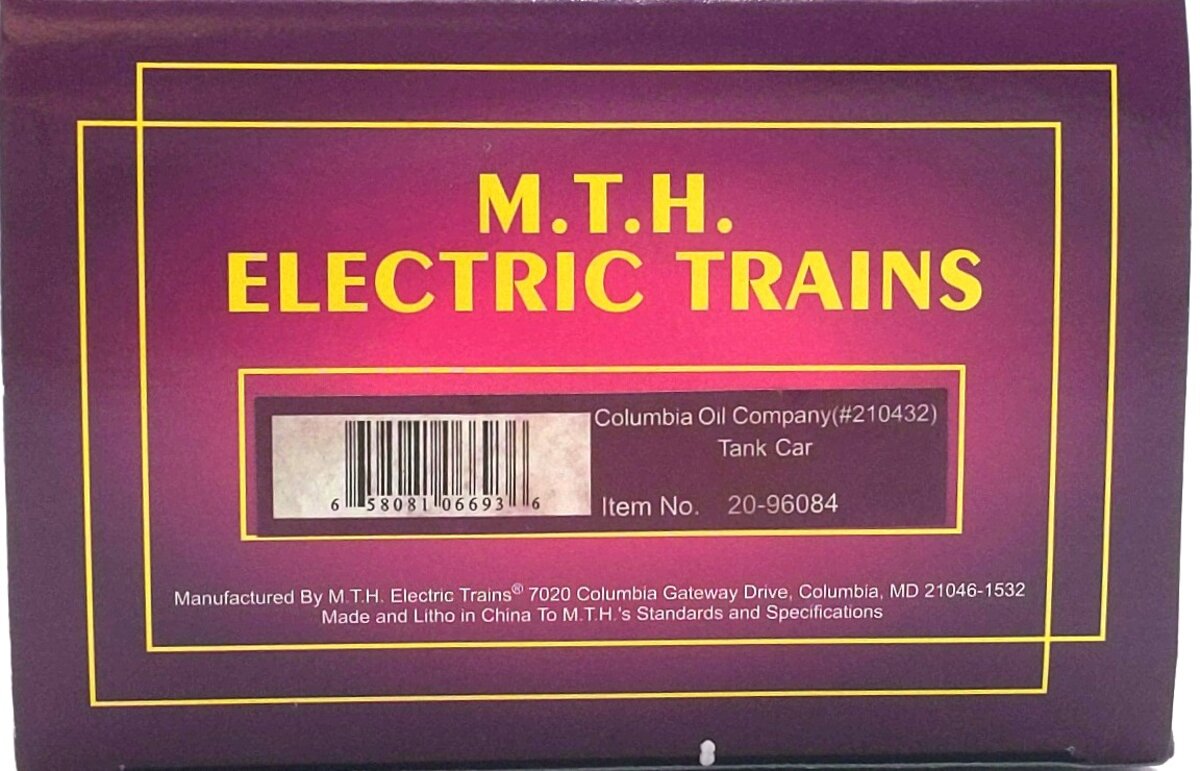 M.T.H.
ELECTRIC TRAINS
Columbia Oil Company(#210432)
Tank Car
6 58081 06693 6
Item No. 20-96084
Manufactured By M.T.H. Electric Trains® 7020 Columbia Gateway Drive, Columbia, MD 21046-1532
Made and Litho in China To M.T.H.'s Standards and Specifications